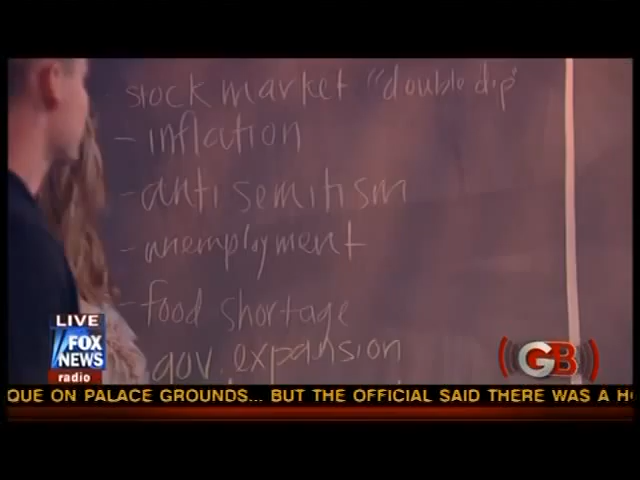 stock market "double dip"
- inflation
- antisemitism
- unemployment
- food shortage
- gov. expansion
LIVE
FOX
NEWS
radio
GB
QUE ON PALACE GROUNDS... BUT THE OFFICIAL SAID THERE WAS A H